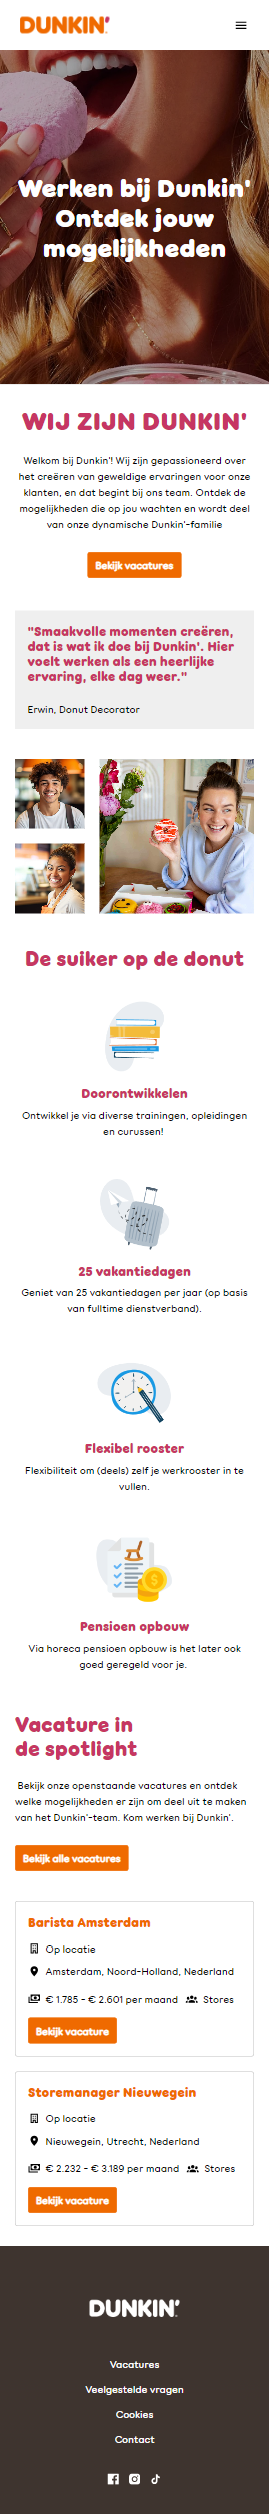 DUNKIN'
Werken bij Dunkin'
Ontdek jouw
mogelijkheden
WIJ ZIJN DUNKIN'
Welkom bij Dunkin'! Wij zijn gepassioneerd over
het creëren van geweldige ervaringen voor onze
klanten, en dat begint bij ons team. Ontdek de
mogelijkheden die op jou wachten en wordt deel
van onze dynamische Dunkin'-familie
Bekijk vacatures
"Smaakvolle momenten creëren,
dat is wat ik doe bij Dunkin'. Hier
voelt werken als een heerlijke
ervaring, elke dag weer."
Erwin, Donut Decorator
De suiker op de donut
Doorontwikkelen
Ontwikkel je via diverse trainingen, opleidingen
en curussen!
25 vakantiedagen
Geniet van 25 vakantiedagen per jaar (op basis
van fulltime dienstverband).
Flexibel rooster
Flexibiliteit om (deels) zelf je werkrooster in te
vullen.
Pensioen opbouw
Via horeca pensioen opbouw is het later ook
goed geregeld voor je.
Vacature in
de spotlight
Bekijk onze openstaande vacatures en ontdek
welke mogelijkheden er zijn om deel uit te maken
van het Dunkin'-team. Kom werken bij Dunkin'.
Bekijk alle vacatures
Barista Amsterdam
Op locatie
Amsterdam, Noord-Holland, Nederland
€ 1.785 - € 2.601 per maand Stores
Bekijk vacature
Storemanager Nieuwegein
Op locatie
Nieuwegein, Utrecht, Nederland
€ 2.232 - € 3.189 per maand Stores
Bekijk vacature
DUNKIN'
Vacatures
Veelgestelde vragen
Cookies
Contact